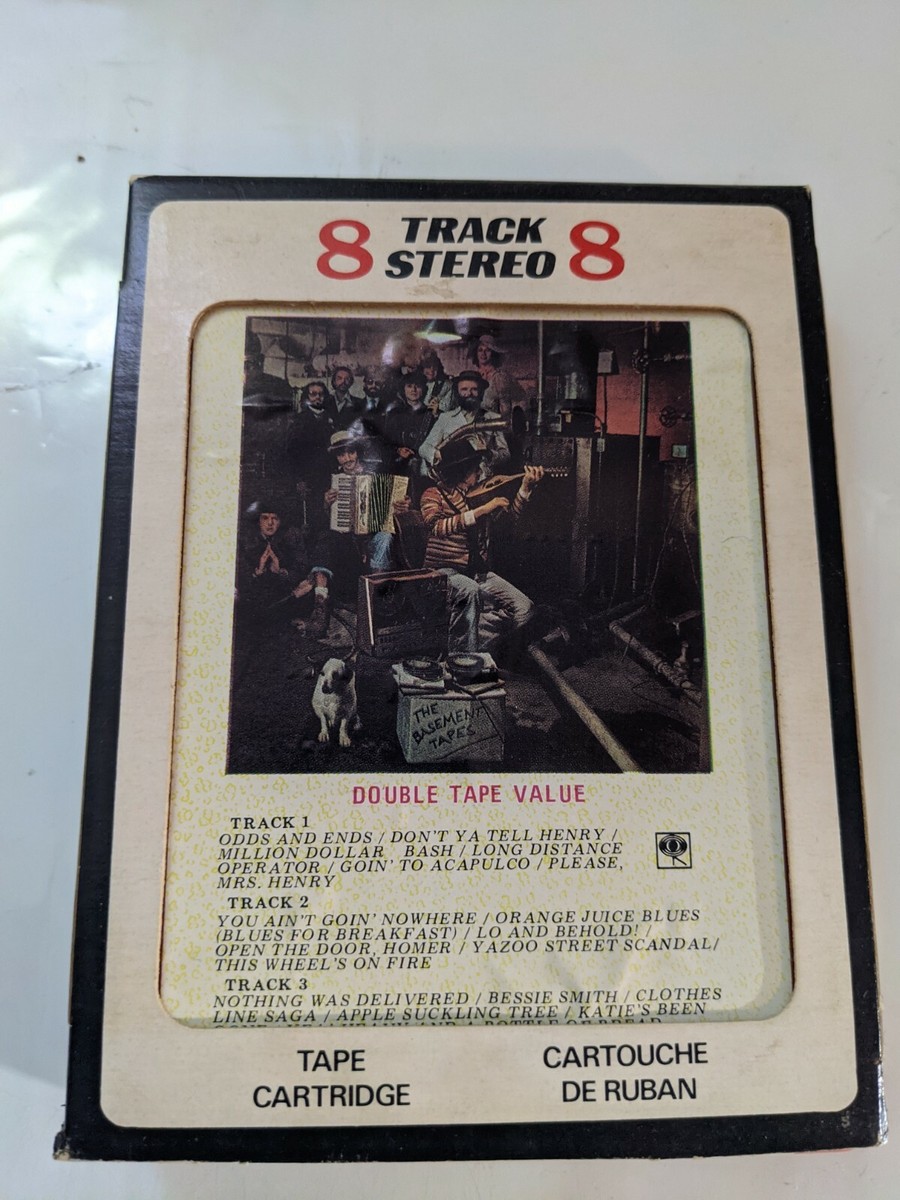 8 TRACK 8
STEREO
THE
BASEMENT
TAPES
DOUBLE TAPE VALUE
TRACK 1
ODDS AND ENDS / DON'T YA TELL HENRY /
MILLION DOLLAR BASH / LONG DISTANCE
OPERATOR / GOIN' TO ACAPULCO / PLEASE,
MRS. HENRY
TRACK 2
YOU AIN'T GOIN' NOWHERE / ORANGE JUICE BLUES
(BLUES FOR BREAKFAST) / LO AND BEHOLD! /
OPEN THE DOOR, HOMER / YAZOO STREET SCANDAL/
THIS WHEEL'S ON FIRE
TRACK 3
NOTHING WAS DELIVERED / BESSIE SMITH / CLOTHES
LINE SAGA / APPLE SUCKLING TREE / KATIE'S BEEN
AND A BOTTLE OF BREAD
TAPE
CARTRIDGE
CARTOUCHE
DE RUBAN